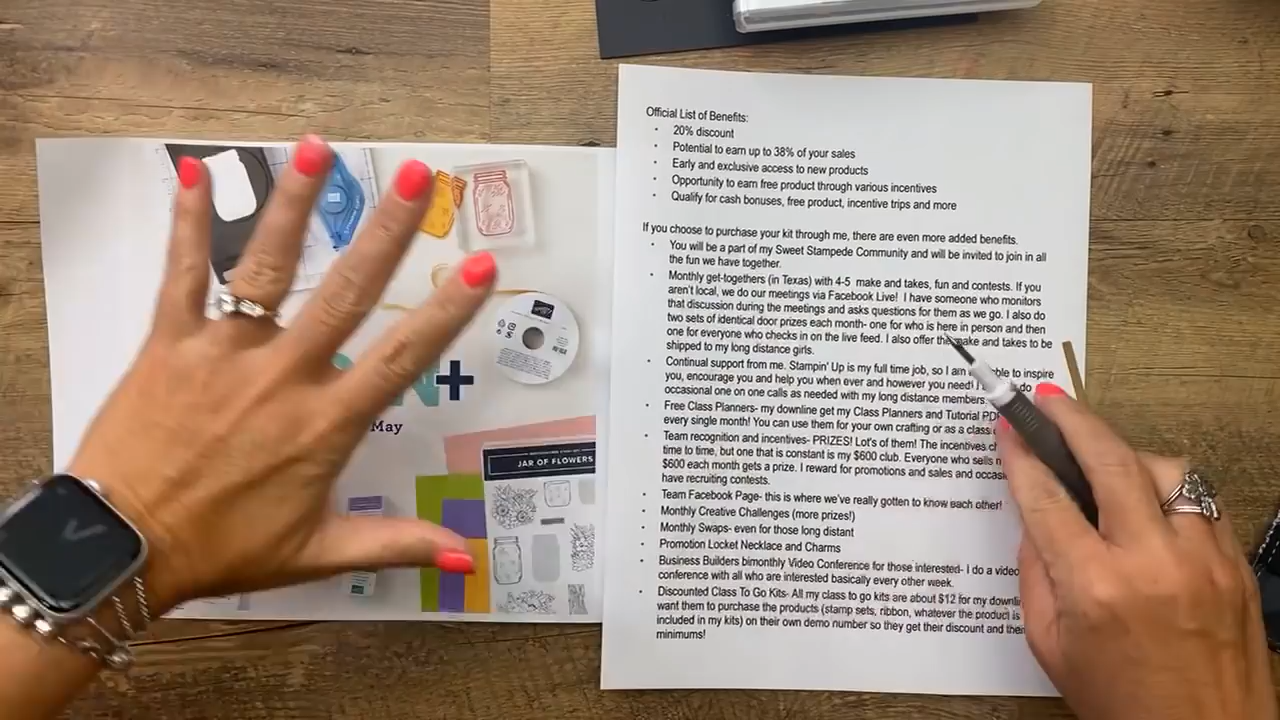 N+
May
JAR OF FLOWERS
Official List of Benefits:
• 20% discount
• Potential to earn up to 38% of your sales
• Early and exclusive access to new products
• Opportunity to earn free product through various incentives
• Qualify for cash bonuses, free product, incentive trips and more
If you choose to purchase your kit through me, there are even more added benefits.
• You will be a part of my Sweet Stampede Community and will be invited to join in all
the fun we have together.
• Monthly get-togethers (in Texas) with 4-5 make and takes, fun and contests. If you
aren't local, we do our meetings via Facebook Live! I have someone who monitors
that discussion during the meetings and asks questions for them as we go. I also do
two sets of identical door prizes each month- one for who is here in person and then
one for everyone who checks in on the live feed. I also offer the make and takes to be
shipped to my long distance girls.
• Continual support from me. Stampin' Up is my full time job, so I am able to inspire
you, encourage you and help you when ever and however you need! I do
occasional one on one calls as needed with my long distance members.
• Free Class Planners- my downline get my Class Planners and Tutorial PDF
every single month! You can use them for your own crafting or as a class
• Team recognition and incentives- PRIZES! Lot's of them! The incentives
time to time, but one that is constant is my $600 club. Everyone who sells
$600 each month gets a prize. I reward for promotions and sales and
have recruiting contests.
• Team Facebook Page- this is where we've really gotten to know each other!
• Monthly Creative Challenges (more prizes!)
• Monthly Swaps- even for those long distant
• Promotion Locket Necklace and Charms
• Business Builders bimonthly Video Conference for those interested- I do a video
conference with all who are interested basically every other week.
• Discounted Class To Go Kits- All my class to go kits are about $12 for my
want them to purchase the products (stamp sets, ribbon, whatever the product is
included in my kits) on their own demo number so they get their discount and
minimums!